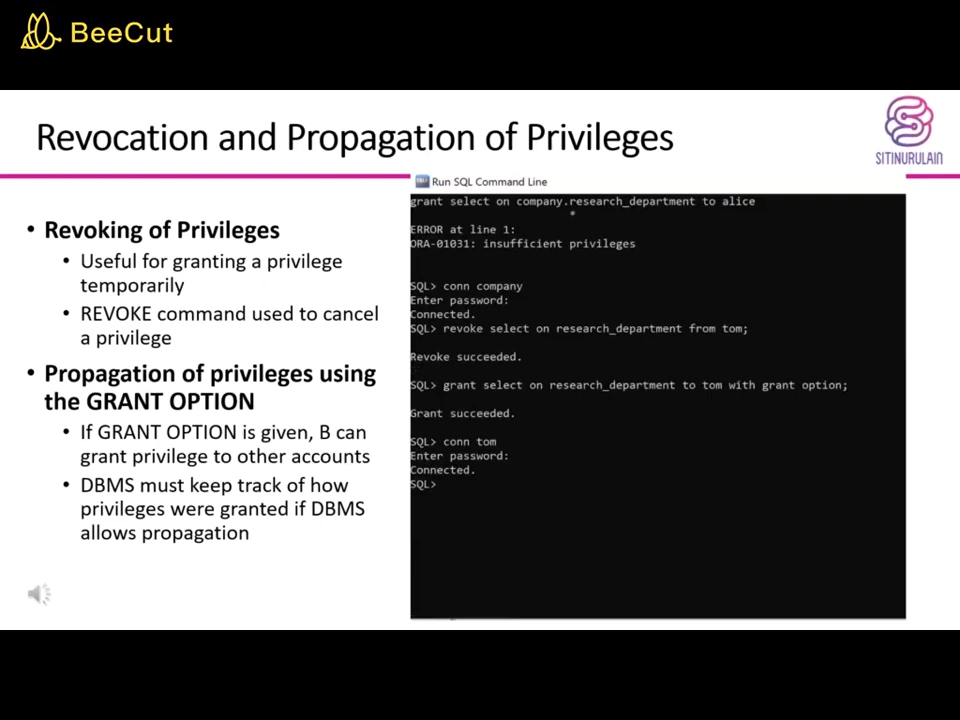 BeeCut
Revocation and Propagation of Privileges
SITINURULAIN
• Revoking of Privileges
• Useful for granting a privilege
temporarily
• REVOKE command used to cancel
a privilege
• Propagation of privileges using
the GRANT OPTION
• If GRANT OPTION is given, B can
grant privilege to other accounts
• DBMS must keep track of how
privileges were granted if DBMS
allows propagation
Run SQL Command Line
grant select on company.research_department to alice
*
ERROR at line 1:
ORA-01031: insufficient privileges
SQL> conn company
Enter password:
Connected.
SQL> revoke select on research_department from tom;
Revoke succeeded.
SQL> grant select on research_department to tom with grant option;
Grant succeeded.
SQL> conn tom
Enter password:
Connected.
SQL>